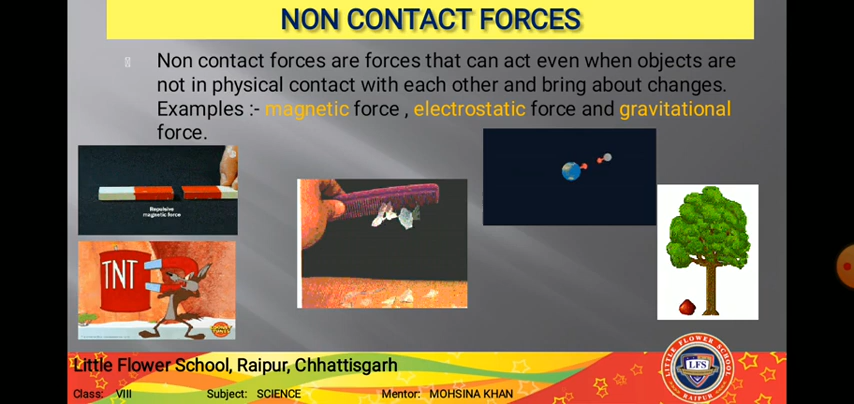 NON CONTACT FORCES
Non contact forces are forces that can act even when objects are
not in physical contact with each other and bring about changes.
Examples :- magnetic force , electrostatic force and gravitational
force.
Repulsive
magnetic force
TNT
LITTLE FLOWER SCHOOL
LFS
RAIPUR
Little Flower School, Raipur, Chhattisgarh
Class: VIII Subject: SCIENCE Mentor: MOHSINA KHAN